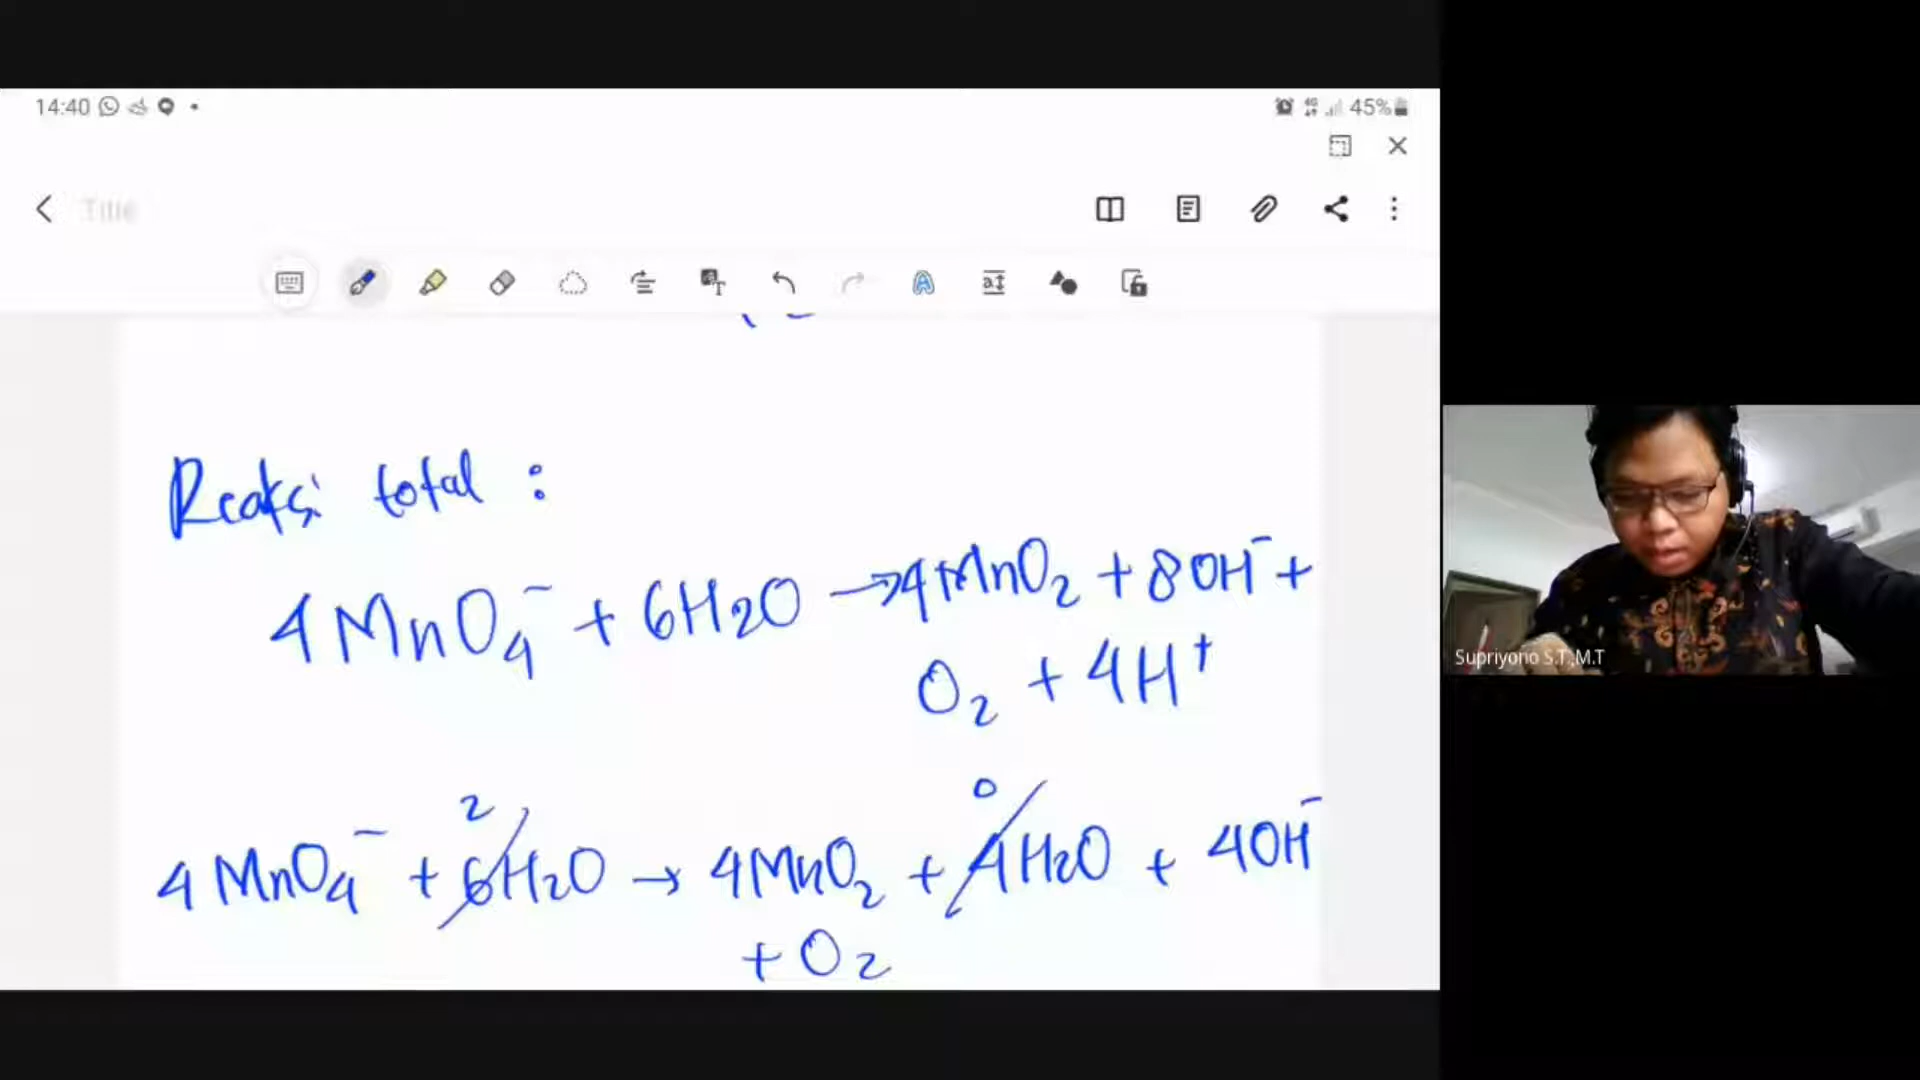 14:40 45%
Title
Reaksi total :
4MnO₄⁻ + 6H₂O → 4MnO₂ + 8OH⁻ +
O₂ + 4H⁺
2 0
4MnO₄⁻ + 6H₂O → 4MnO₂ + 4H₂O + 4OH⁻
+ O₂
Supriyono S.T.,M.T